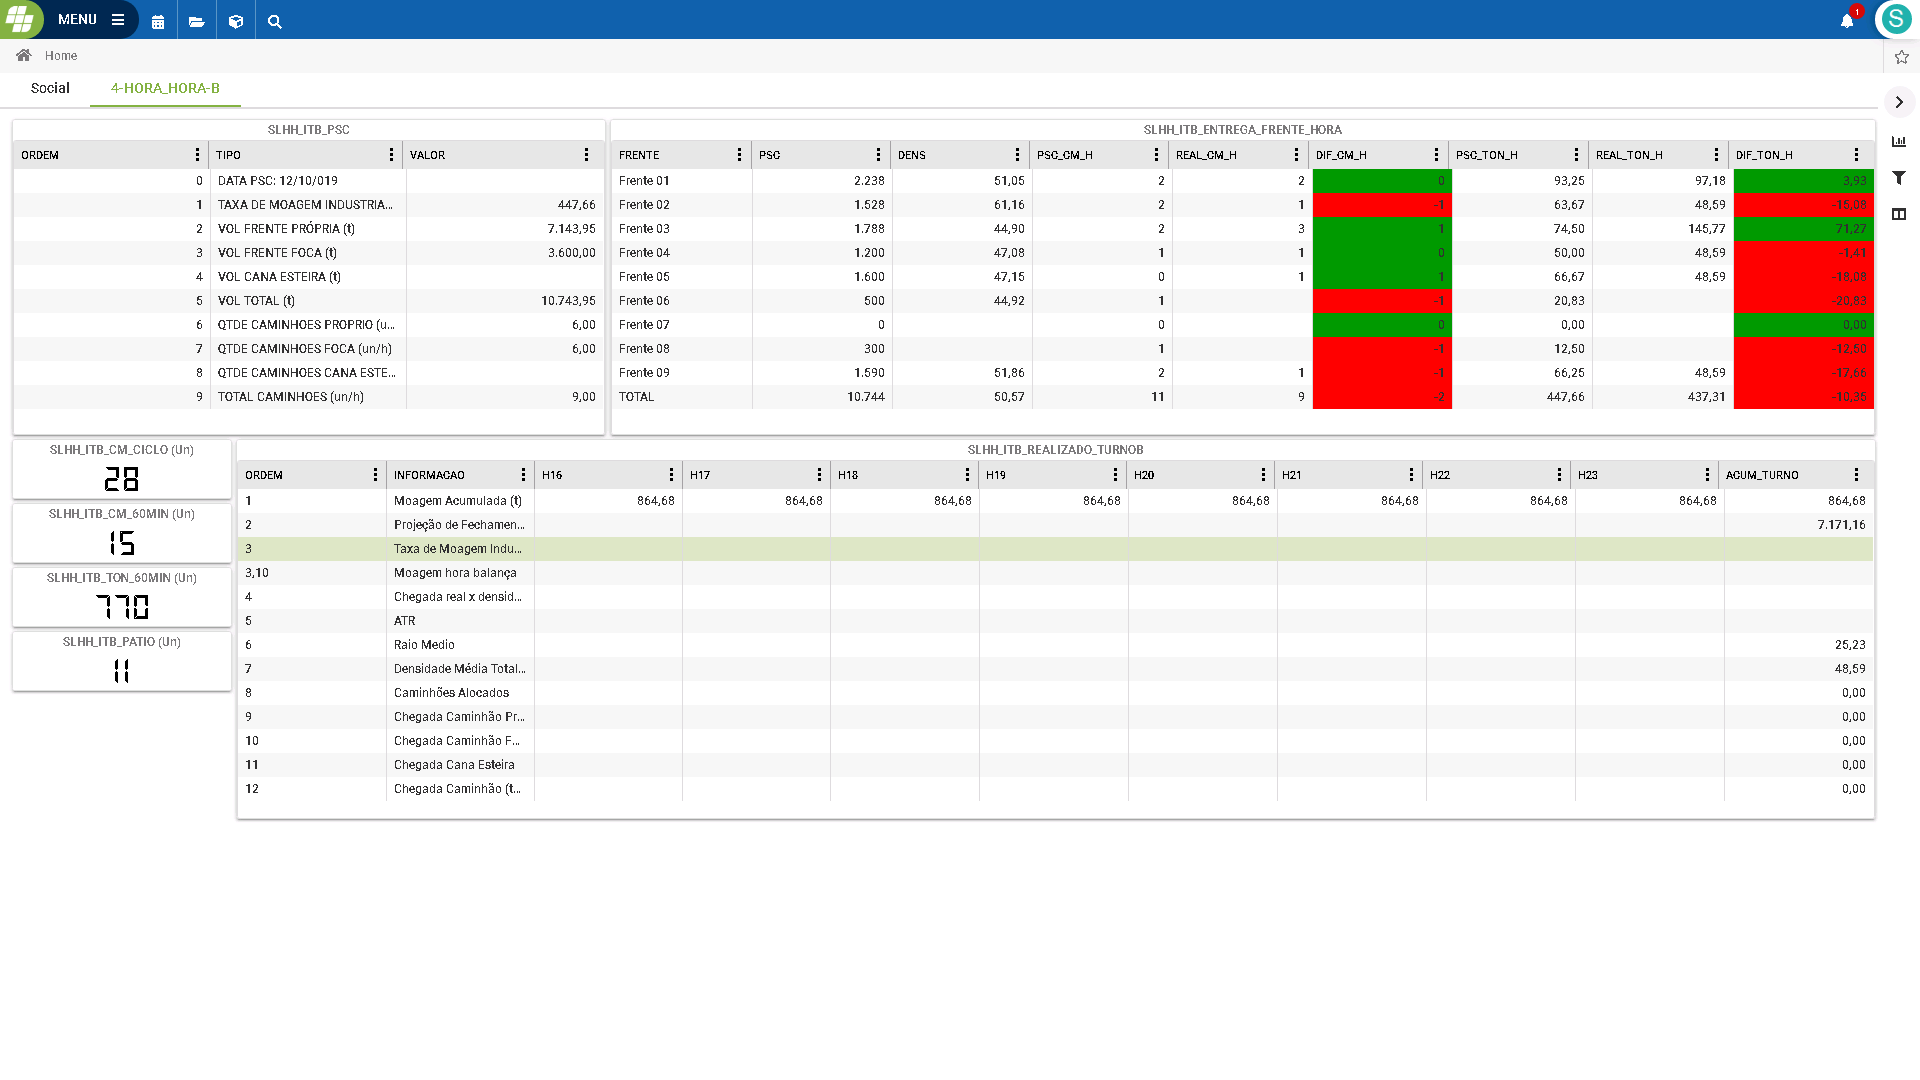 MENU
1
S
Home
Social 4-HORA_HORA-B
SLHH_ITB_PSC
ORDEM TIPO VALOR
0 DATA PSC: 12/10/019
1 TAXA DE MOAGEM INDUSTRIA... 447,66
2 VOL FRENTE PRÓPRIA (t) 7.143,95
3 VOL FRENTE FOCA (t) 3.600,00
4 VOL CANA ESTEIRA (t)
5 VOL TOTAL (t) 10.743,95
6 QTDE CAMINHOES PROPRIO (u... 6,00
7 QTDE CAMINHOES FOCA (un/h) 6,00
8 QTDE CAMINHOES CANA ESTE...
9 TOTAL CAMINHOES (un/h) 9,00
SLHH_ITB_ENTREGA_FRENTE_HORA
FRENTE PSC DENS PSC_CM_H REAL_CM_H DIF_CM_H PSC_TON_H REAL_TON_H DIF_TON_H
Frente 01 2.238 51,05 2 2 0 93,25 97,18 3,93
Frente 02 1.528 61,16 2 1 -1 63,67 48,59 -15,08
Frente 03 1.788 44,90 2 3 1 74,50 145,77 71,27
Frente 04 1.200 47,08 1 1 0 50,00 48,59 -1,41
Frente 05 1.600 47,15 0 1 1 66,67 48,59 -18,08
Frente 06 500 44,92 1 -1 20,83 -20,83
Frente 07 0 0 0 0,00 0,00
Frente 08 300 1 -1 12,50 -12,50
Frente 09 1.590 51,86 2 1 -1 66,25 48,59 -17,66
TOTAL 10.744 50,57 11 9 -2 447,66 437,31 -10,35
SLHH_ITB_CM_CICLO (Un)
28
SLHH_ITB_CM_60MIN (Un)
15
SLHH_ITB_TON_60MIN (Un)
770
SLHH_ITB_PATIO (Un)
11
SLHH_ITB_REALIZADO_TURNOB
ORDEM INFORMACAO H16 H17 H18 H19 H20 H21 H22 H23 ACUM_TURNO
1 Moagem Acumulada (t) 864,68 864,68 864,68 864,68 864,68 864,68 864,68 864,68 864,68
2 Projeção de Fechamen... 7.171,16
3 Taxa de Moagem Indu...
3,10 Moagem hora balança
4 Chegada real x densid...
5 ATR
6 Raio Medio 25,23
7 Densidade Média Total... 48,59
8 Caminhões Alocados 0,00
9 Chegada Caminhão Pr... 0,00
10 Chegada Caminhão F... 0,00
11 Chegada Cana Esteira 0,00
12 Chegada Caminhão (t... 0,00